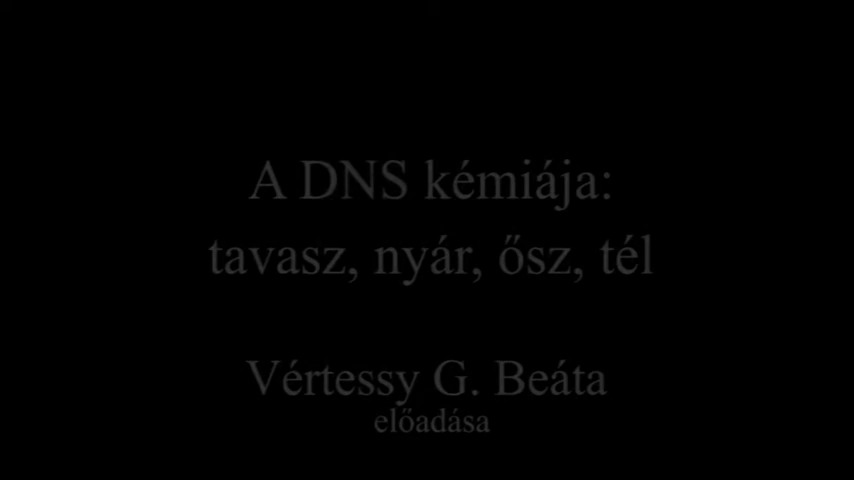 A DNS kémiája:
tavasz, nyár, ősz, tél
Vértessy G. Beáta
előadása